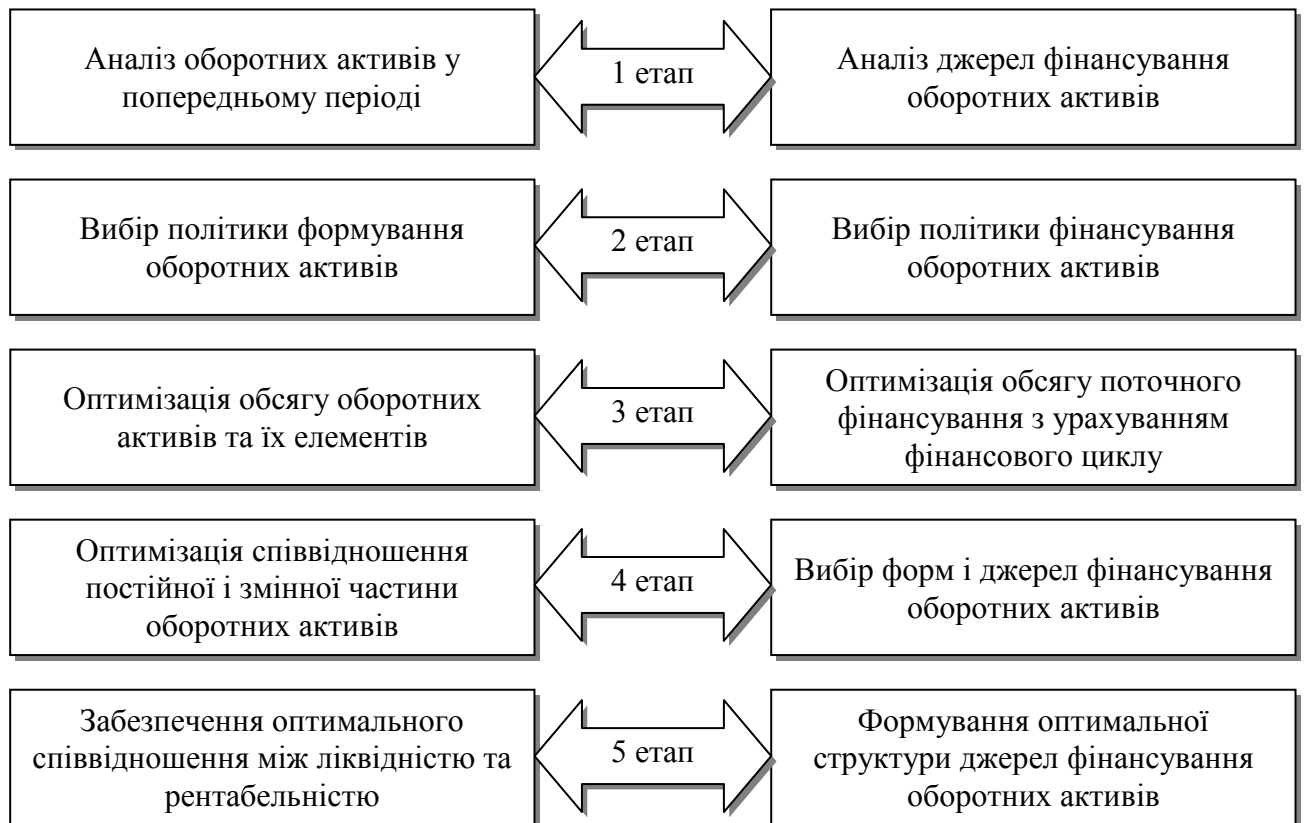 Аналіз оборотних активів у
попередньому періоді
1 етап
Аналіз джерел фінансування
оборотних активів
Вибір політики формування
оборотних активів
2 етап
Вибір політики фінансування
оборотних активів
Оптимізація обсягу оборотних
активів та їх елементів
3 етап
Оптимізація обсягу поточного
фінансування з урахуванням
фінансового циклу
Оптимізація співвідношення
постійної і змінної частини
оборотних активів
4 етап
Вибір форм і джерел фінансування
оборотних активів
Забезпечення оптимального
співвідношення між ліквідністю та
рентабельністю
5 етап
Формування оптимальної
структури джерел фінансування
оборотних активів